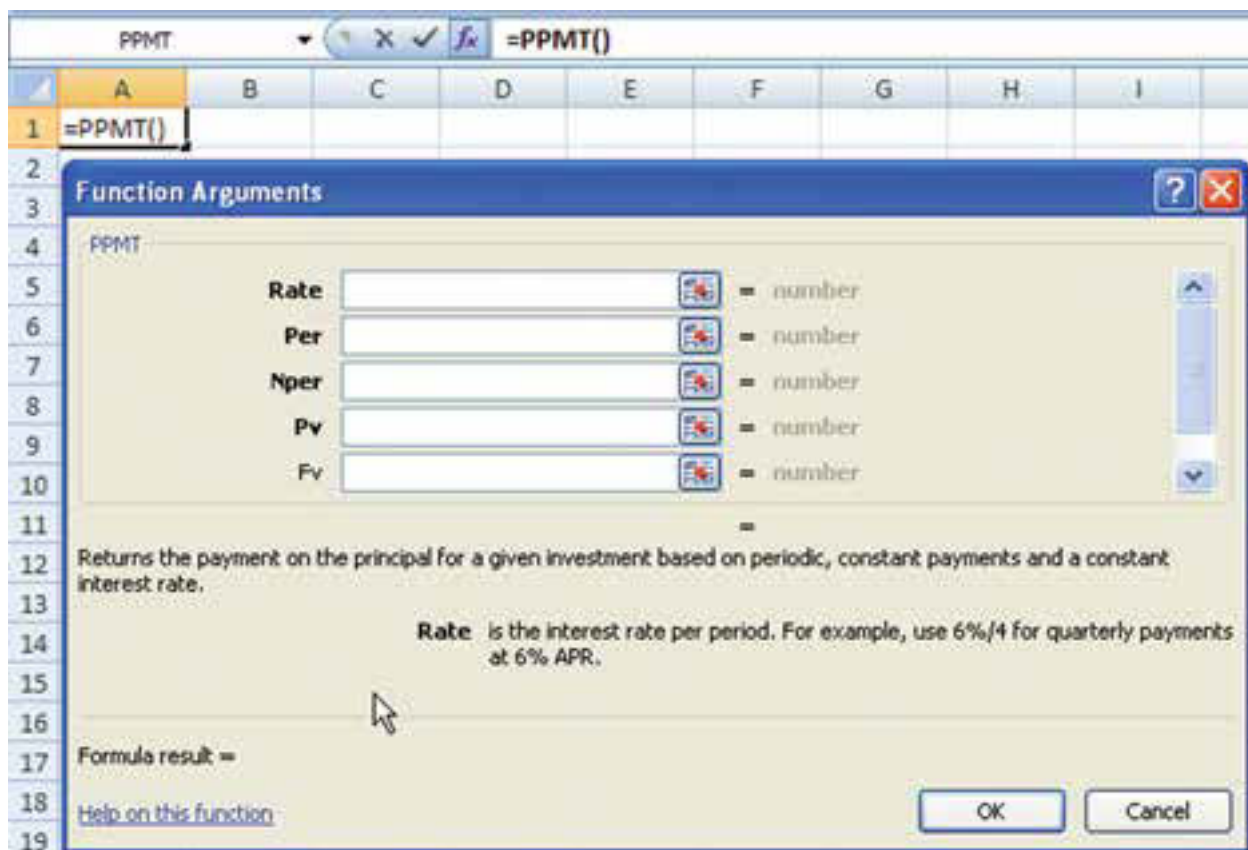 PPMT =PPMT()
A B C D E F G H I
1 =PPMT()
2
Function Arguments
3
4 PPMT
5 Rate = number
6 Per = number
7 Nper = number
8
9 Pv = number
10 Fv = number
11 =
12 Returns the payment on the principal for a given investment based on periodic, constant payments and a constant
interest rate.
13
14 Rate is the interest rate per period. For example, use 6%/4 for quarterly payments
at 6% APR.
15
16
17 Formula result =
18 Help on this function OK Cancel
19